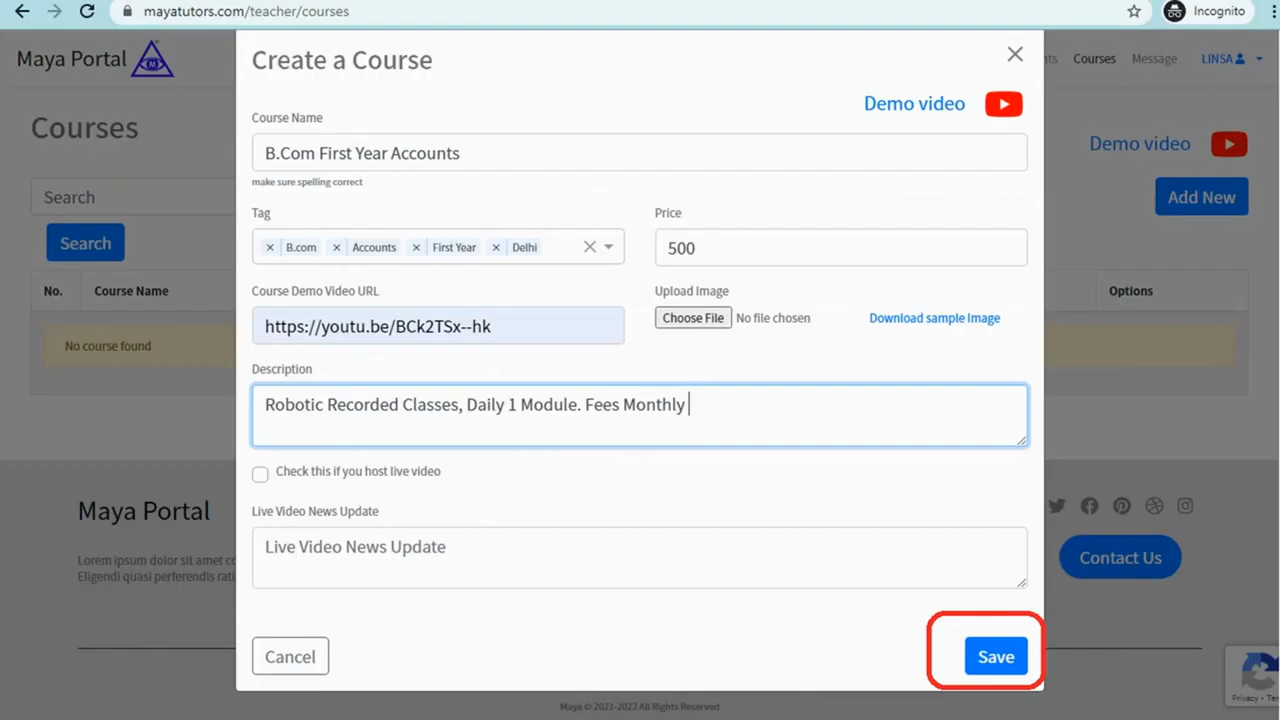 mayatutors.com/teacher/courses
Incognito
Maya Portal
Courses
Message
LINSA
Create a Course
Demo video
Course Name
B.Com First Year Accounts
make sure spelling correct
Tag
Price
B.com
Accounts
First Year
Delhi
500
Course Demo Video URL
Upload Image
https://youtu.be/BCk2TSx--hk
Choose File No file chosen
Download sample Image
Description
Robotic Recorded Classes, Daily 1 Module. Fees Monthly
Check this if you host live video
Live Video News Update
Live Video News Update
Cancel
Save
Courses
Demo video
Search
Add New
Search
No.
Course Name
Options
No course found
Maya Portal
Lorem ipsum dolor sit amet
Eligendi quasi perferendis
Contact Us
Privacy
Maya © 2021-2022 All Rights Reserved